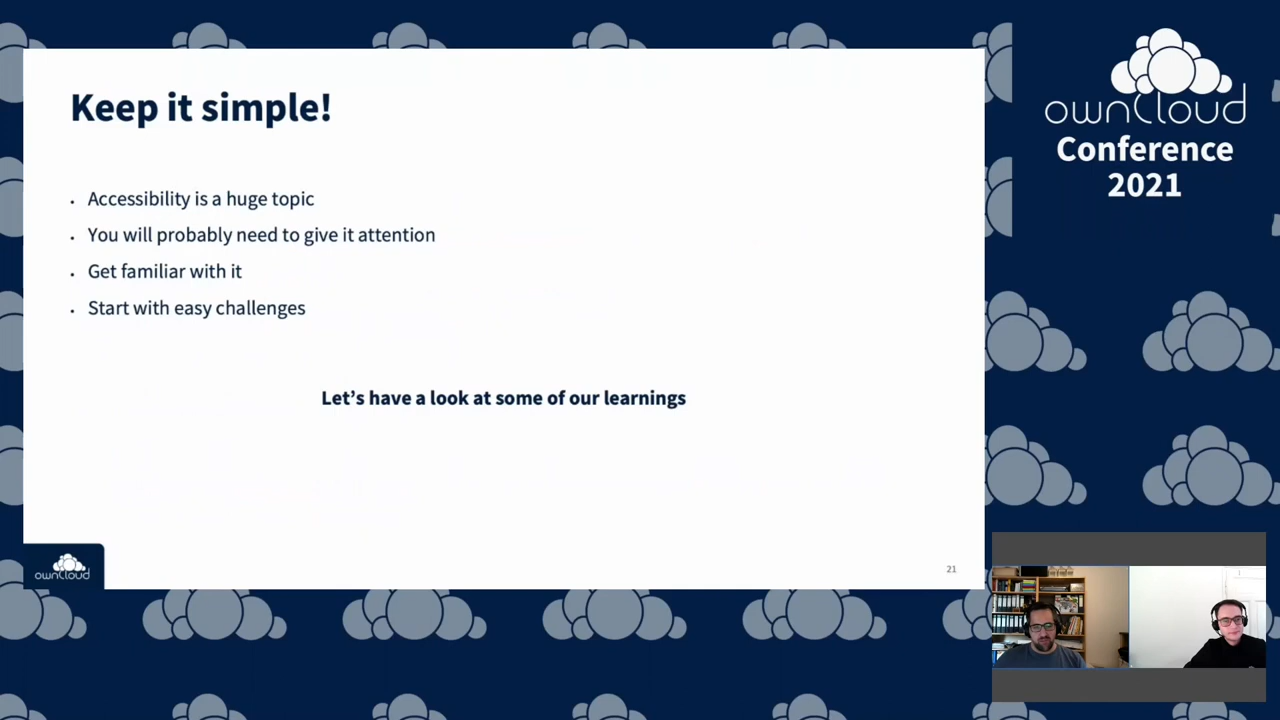 Keep it simple!
• Accessibility is a huge topic
• You will probably need to give it attention
• Get familiar with it
• Start with easy challenges
Let's have a look at some of our learnings
ownCloud
21
ownCloud
Conference
2021